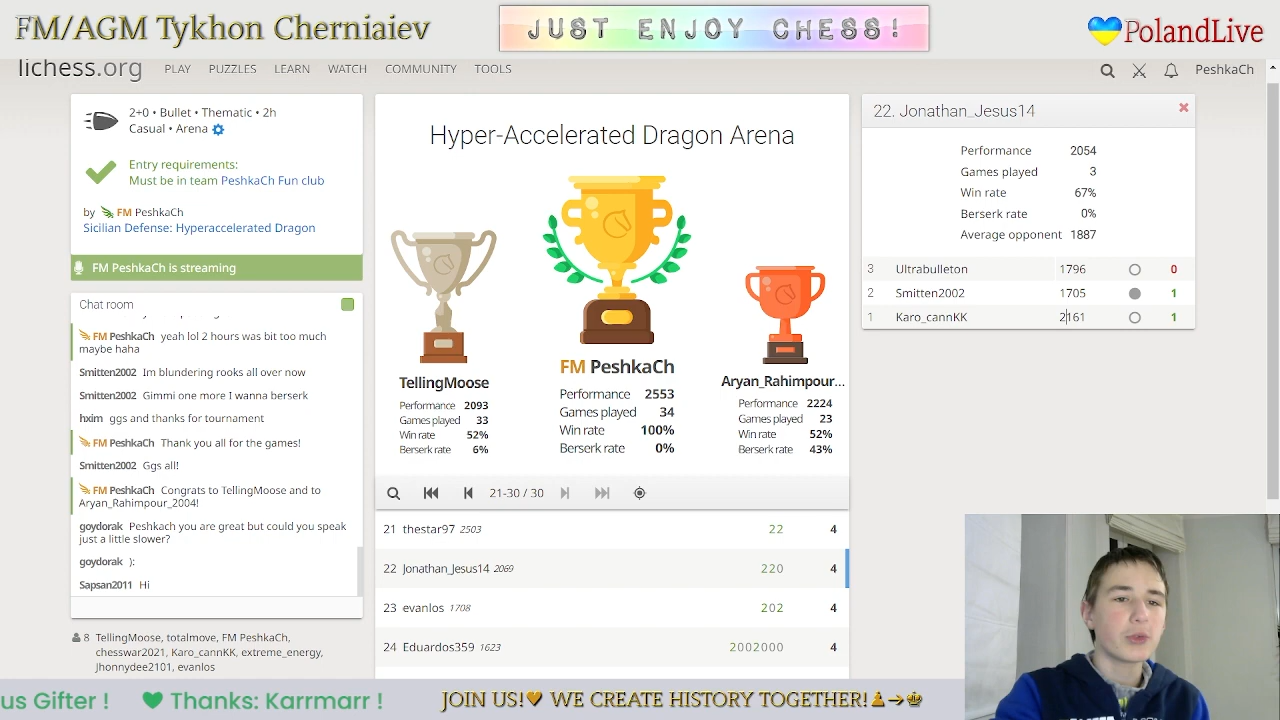 FM/AGM Tykhon Cherniaiev
JUST ENJOY CHESS!
PolandLive
lichess.org PLAY PUZZLES LEARN WATCH COMMUNITY TOOLS PeshkaCh
2+0 • Bullet • Thematic • 2h
Casual • Arena
Entry requirements:
Must be in team PeshkaCh Fun club
by FM PeshkaCh
Sicilian Defense: Hyperaccelerated Dragon
FM PeshkaCh is streaming
Chat room
FM PeshkaCh yeah lol 2 hours was bit too much
maybe haha
Smitten2002 Im blundering rooks all over now
Smitten2002 Gimmi one more I wanna berserk
hxim ggs and thanks for tournament
FM PeshkaCh Thank you all for the games!
Smitten2002 Ggs all!
FM PeshkaCh Congrats to TellingMoose and to
Aryan_Rahimpour_2004!
goydorak Peshkach you are great but could you speak
just a little slower?
goydorak ):
Sapsan2011 Hi
8 TellingMoose, totalmove, FM PeshkaCh,
chesswar2021, Karo_cannKK, extreme_energy,
Jhonnydee2101, evanlos
Hyper-Accelerated Dragon Arena
TellingMoose
Performance 2093
Games played 33
Win rate 52%
Berserk rate 6%
FM PeshkaCh
Performance 2553
Games played 34
Win rate 100%
Berserk rate 0%
Aryan_Rahimpour...
Performance 2224
Games played 23
Win rate 52%
Berserk rate 43%
21-30 / 30
21 thestar97 2503 22 4
22 Jonathan_Jesus14 2069 220 4
23 evanlos 1708 202 4
24 Eduardos359 1623 2002000 4
22. Jonathan_Jesus14
Performance 2054
Games played 3
Win rate 67%
Berserk rate 0%
Average opponent 1887
3 Ultrabulleton 1796 0
2 Smitten2002 1705 1
1 Karo_cannKK 2161 1
us Gifter ! Thanks: Karrmarr ! JOIN US!♥ WE CREATE HISTORY TOGETHER!♟→♚